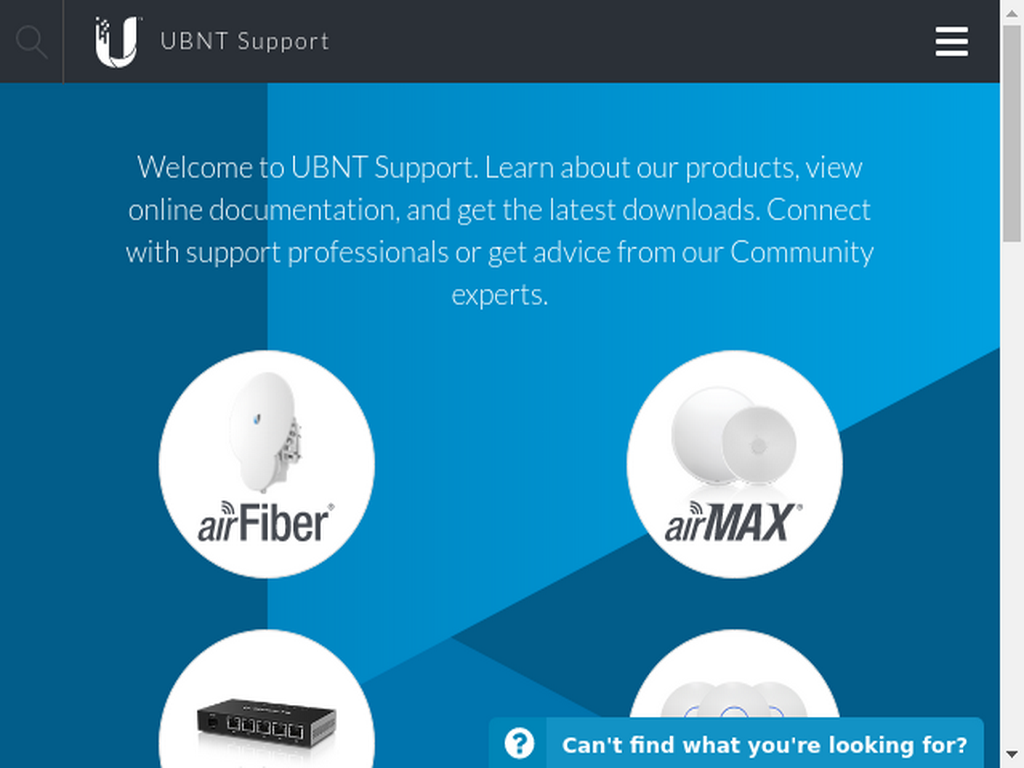 UBNT Support
Welcome to UBNT Support. Learn about our products, view
online documentation, and get the latest downloads. Connect
with support professionals or get advice from our Community
experts.
airFiber®
airMAX®
Can't find what you're looking for?